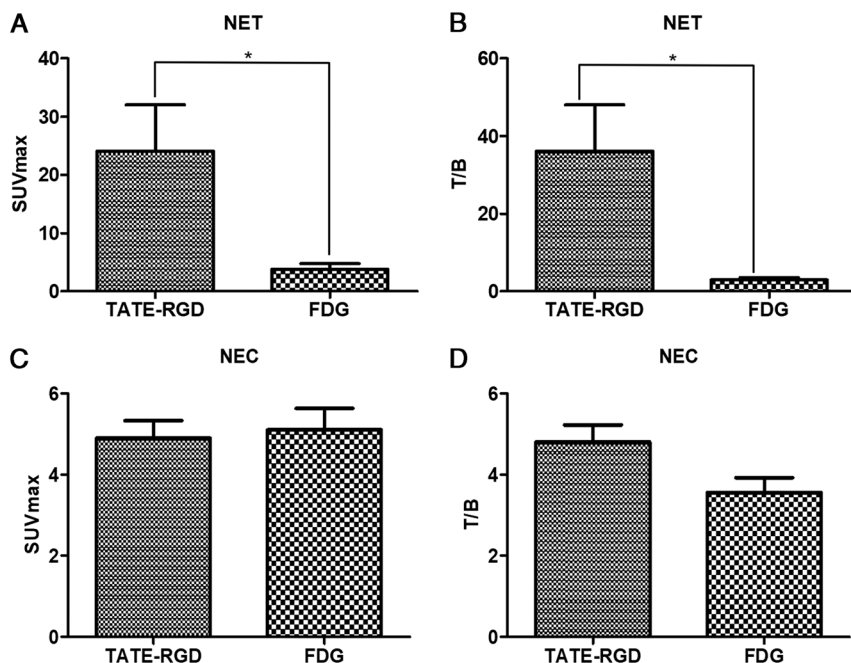 A
NET
SUVmax
40
30
20
10
0
*
TATE-RGD
FDG
B
NET
T/B
60
40
20
0
*
TATE-RGD
FDG
C
NEC
SUVmax
6
4
2
0
TATE-RGD
FDG
D
NEC
T/B
6
4
2
0
TATE-RGD
FDG